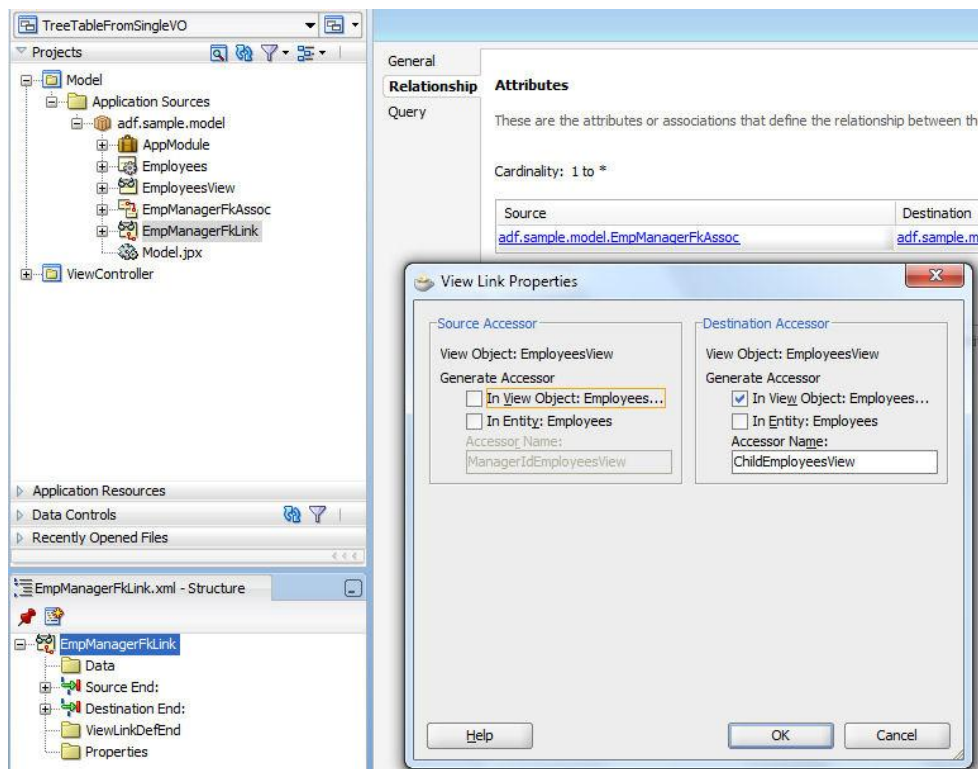 TreeTableFromSingleVO
Projects
Model
Application Sources
adf.sample.model
AppModule
Employees
EmployeesView
EmpManagerFkAssoc
EmpManagerFkLink
Model.jpx
ViewController
Application Resources
Data Controls
Recently Opened Files
EmpManagerFkLink.xml - Structure
EmpManagerFkLink
Data
Source End:
Destination End:
ViewLinkDefEnd
Properties
General
Relationship
Query
Attributes
These are the attributes or associations that define the relationship between th
Cardinality: 1 to *
Source Destination
adf.sample.model.EmpManagerFkAssoc adf.sample.m
View Link Properties
Source Accessor
View Object: EmployeesView
Generate Accessor
In View Object: Employees...
In Entity: Employees
Accessor Name:
ManagerIdEmployeesView
Destination Accessor
View Object: EmployeesView
Generate Accessor
In View Object: Employees...
In Entity: Employees
Accessor Name:
ChildEmployeesView
Help
OK
Cancel